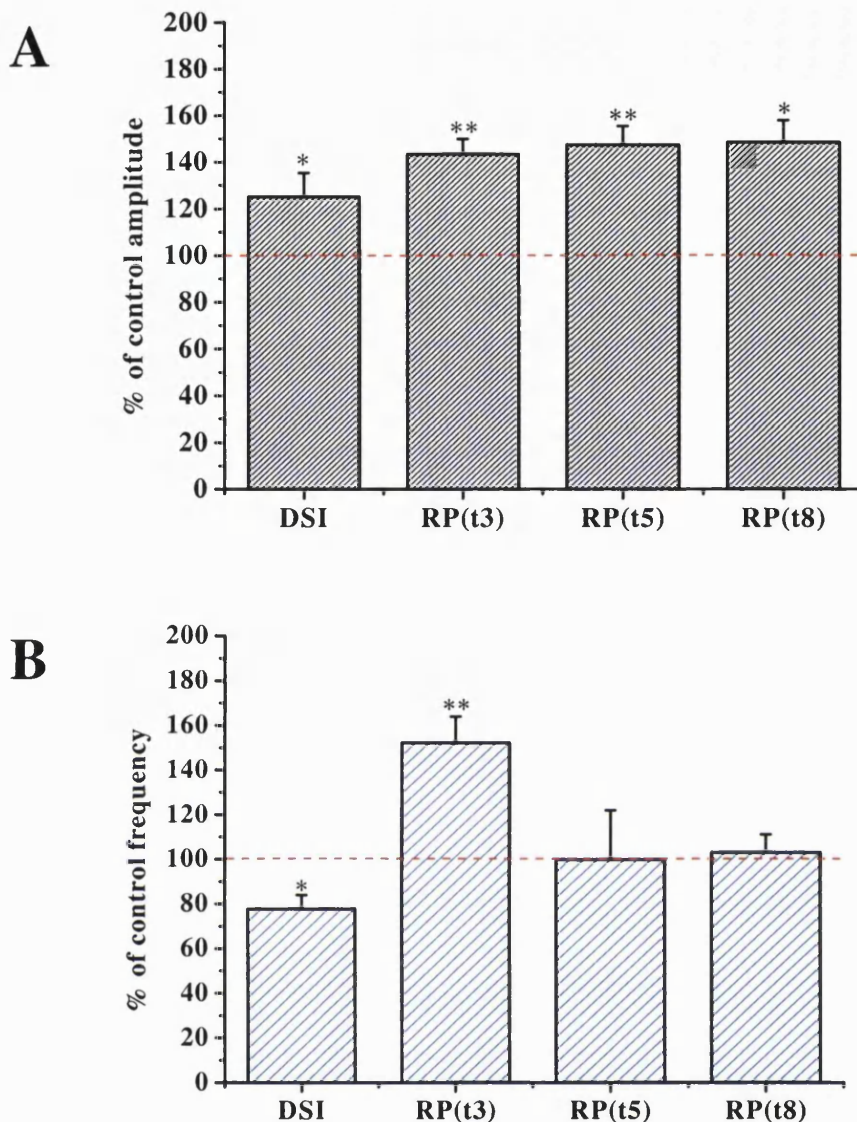 A
% of control amplitude
200
180
160
140
120
100
80
60
40
20
0
*
**
**
*
DSI
RP(t3)
RP(t5)
RP(t8)
B
% of control frequency
200
180
160
140
120
100
80
60
40
20
0
*
**
DSI
RP(t3)
RP(t5)
RP(t8)